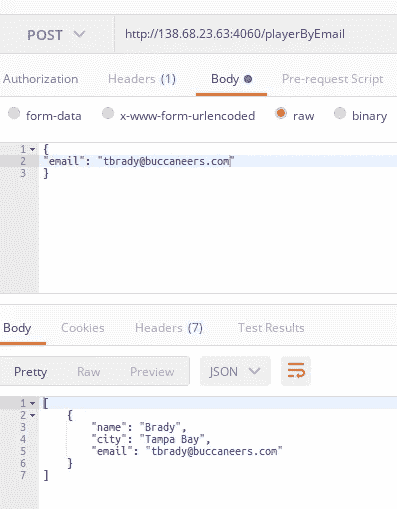 POST http://138.68.23.63:4060/playerByEmail
Authorization Headers (1) Body Pre-request Script
form-data x-www-form-urlencoded raw binary
1 {
2 "email": "tbrady@buccaneers.com"
3 }
Body Cookies Headers (7) Test Results
Pretty Raw Preview JSON
1 [
2 {
3 "name": "Brady",
4 "city": "Tampa Bay",
5 "email": "tbrady@buccaneers.com"
6 }
7 ]